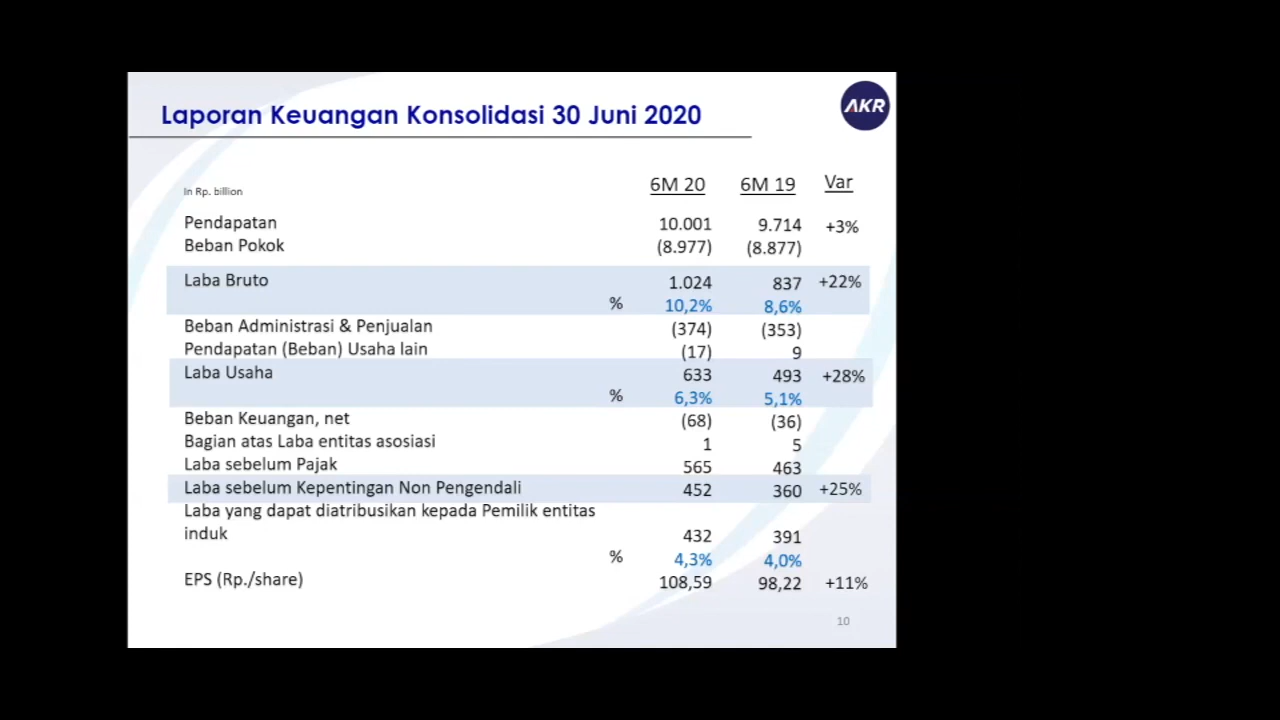 Laporan Keuangan Konsolidasi 30 Juni 2020
AKR
In Rp. billion 6M 20 6M 19 Var
Pendapatan 10.001 9.714 +3%
Beban Pokok (8.977) (8.877)
Laba Bruto 1.024 837 +22%
% 10,2% 8,6%
Beban Administrasi & Penjualan (374) (353)
Pendapatan (Beban) Usaha lain (17) 9
Laba Usaha 633 493 +28%
% 6,3% 5,1%
Beban Keuangan, net (68) (36)
Bagian atas Laba entitas asosiasi 1 5
Laba sebelum Pajak 565 463
Laba sebelum Kepentingan Non Pengendali 452 360 +25%
Laba yang dapat diatribusikan kepada Pemilik entitas
induk 432 391
% 4,3% 4,0%
EPS (Rp./share) 108,59 98,22 +11%
10